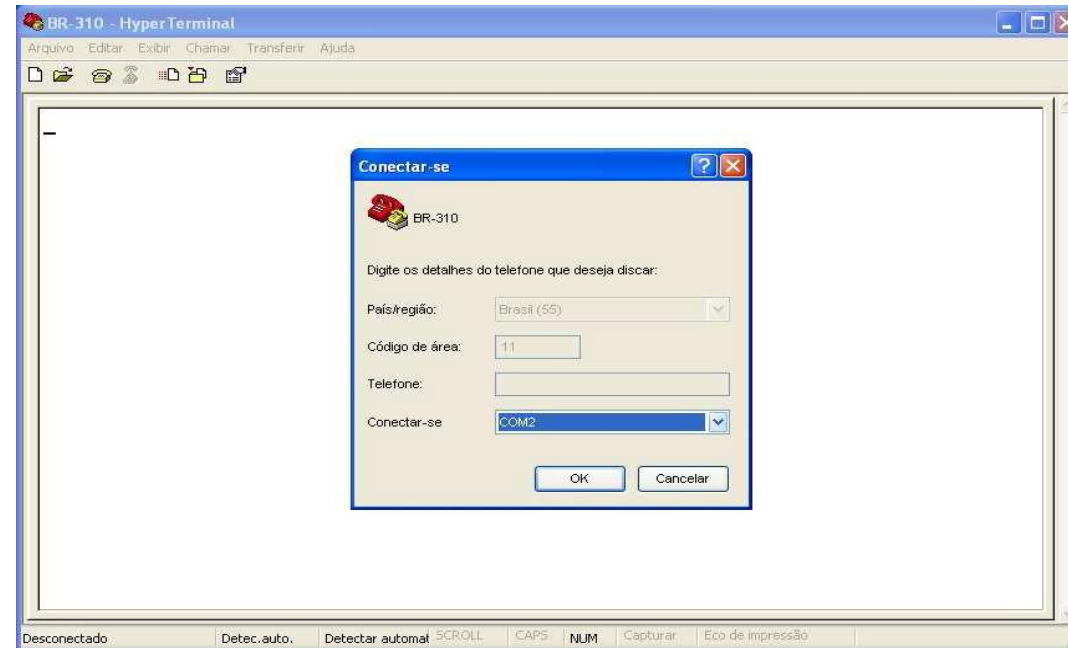 BR-310 - HyperTerminal
Arquivo Editar Exibir Chamar Transferir Ajuda
Conectar-se
BR-310
Digite os detalhes do telefone que deseja discar:
País/região: Brasil (55)
Código de área: 11
Telefone:
Conectar-se COM2
OK Cancelar
Desconectado Detec.auto. Detectar automat SCROLL CAPS NUM Capturar Eco de impressão